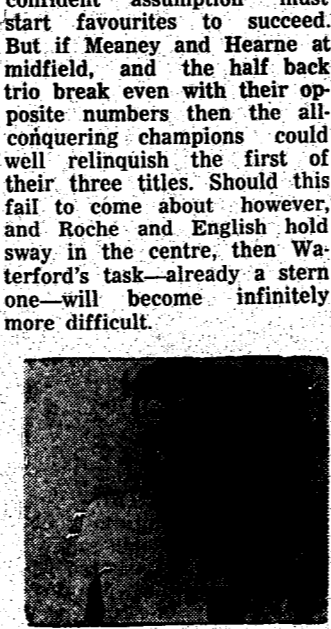 confident assumption must
start favourites to succeed.
But if Meaney and Hearne at
midfield, and the half back
trio break even with their op-
posite numbers then the all-
conquering champions could
well relinquish the first of
their three titles. Should this
fail to come about however,
and Roche and English hold
sway in the centre, then Wa-
terford's task—already a stern
one—will become infinitely
more difficult.